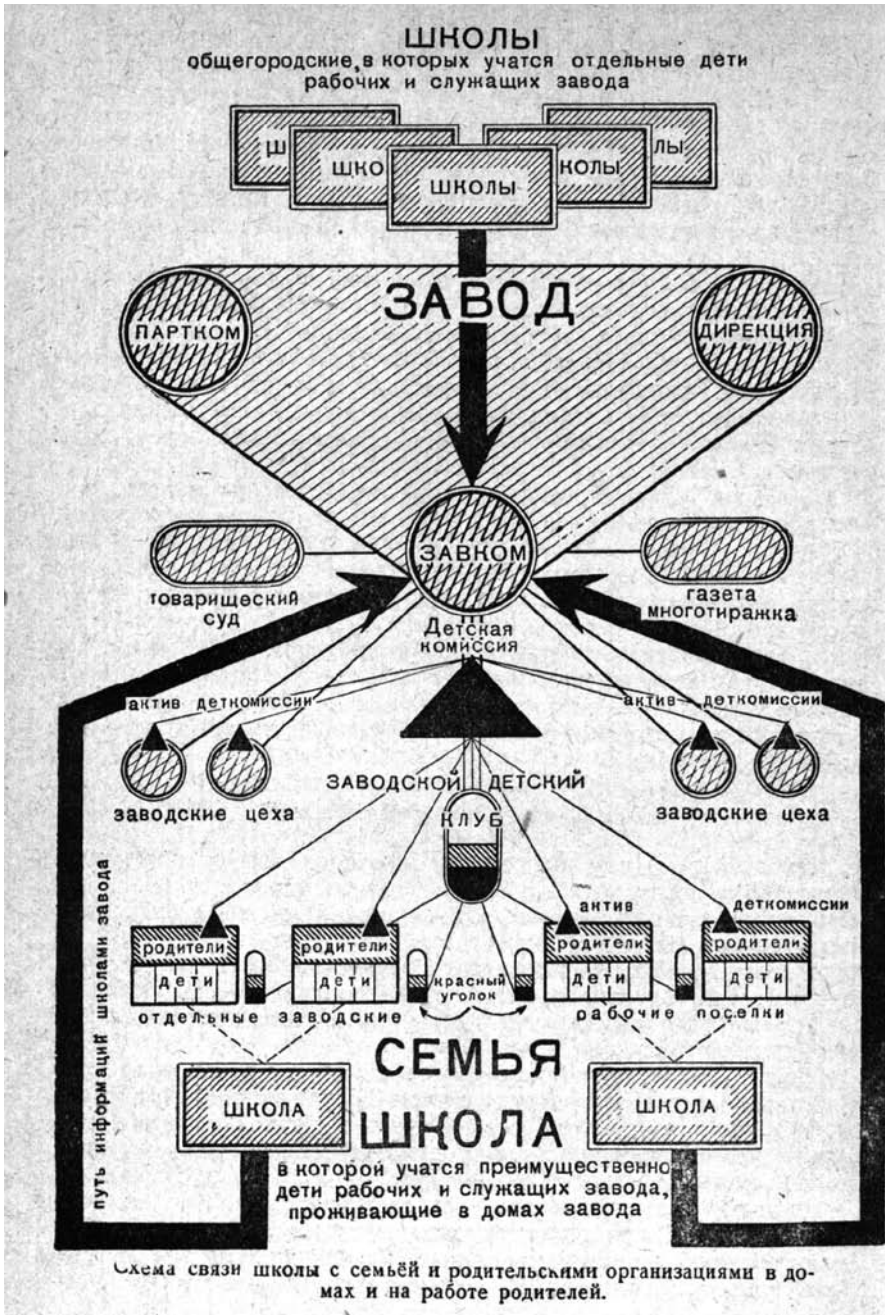 ШКОЛЫ
общегородские, в которых учатся отдельные дети
рабочих и служащих завода
Ш
ШКО
ШКОЛЫ
КОЛЫ
ЛЫ
ЗАВОД
ПАРТКОМ
ДИРЕКЦИЯ
ЗАВКОМ
товарищеский
суд
газета
многотиражка
Детская
комиссия
актив деткомиссии
актив деткомиссии
заводские цеха
заводские цеха
ЗАВОДСКОЙ ДЕТСКИЙ
КЛУБ
актив деткомиссии
родители
родители
родители
родители
дети
дети
дети
дети
красный
уголок
отдельные заводские рабочие поселки
СЕМЬЯ
ШКОЛА
ШКОЛА
ШКОЛА
в которой учатся преимущественно
дети рабочих и служащих завода,
проживающие в домах завода
путь информаций школами завода
Схема связи школы с семьёй и родительскими организациями в до-
мах и на работе родителей.